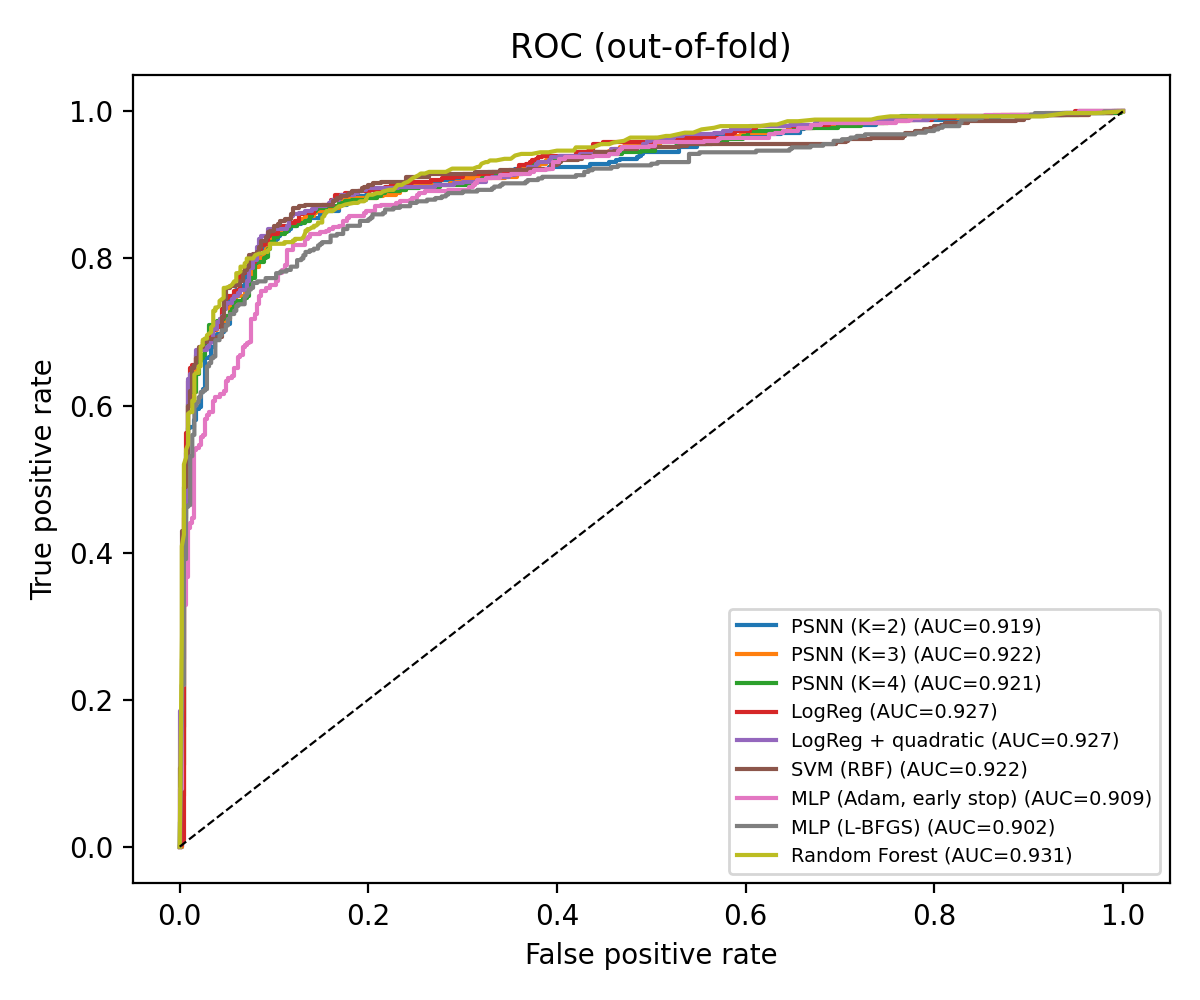 ROC (out-of-fold)
True positive rate
1.0
0.8
0.6
0.4
0.2
0.0
PSNN (K=2) (AUC=0.919)
PSNN (K=3) (AUC=0.922)
PSNN (K=4) (AUC=0.921)
LogReg (AUC=0.927)
LogReg + quadratic (AUC=0.927)
SVM (RBF) (AUC=0.922)
MLP (Adam, early stop) (AUC=0.909)
MLP (L-BFGS) (AUC=0.902)
Random Forest (AUC=0.931)
0.0 0.2 0.4 0.6 0.8 1.0
False positive rate